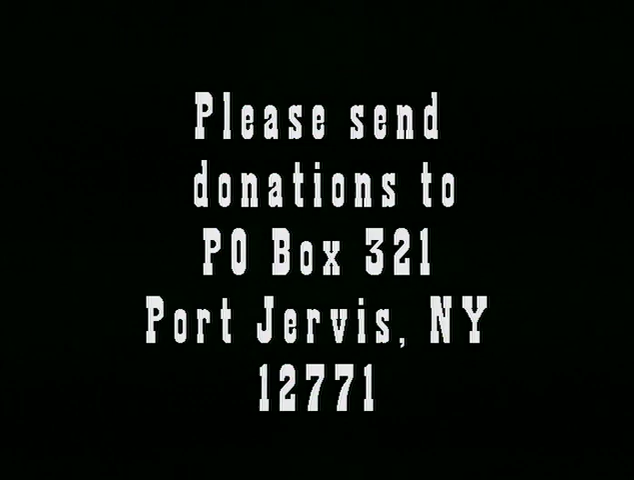 Please send
donations to
PO Box 321
Port Jervis, NY
12771